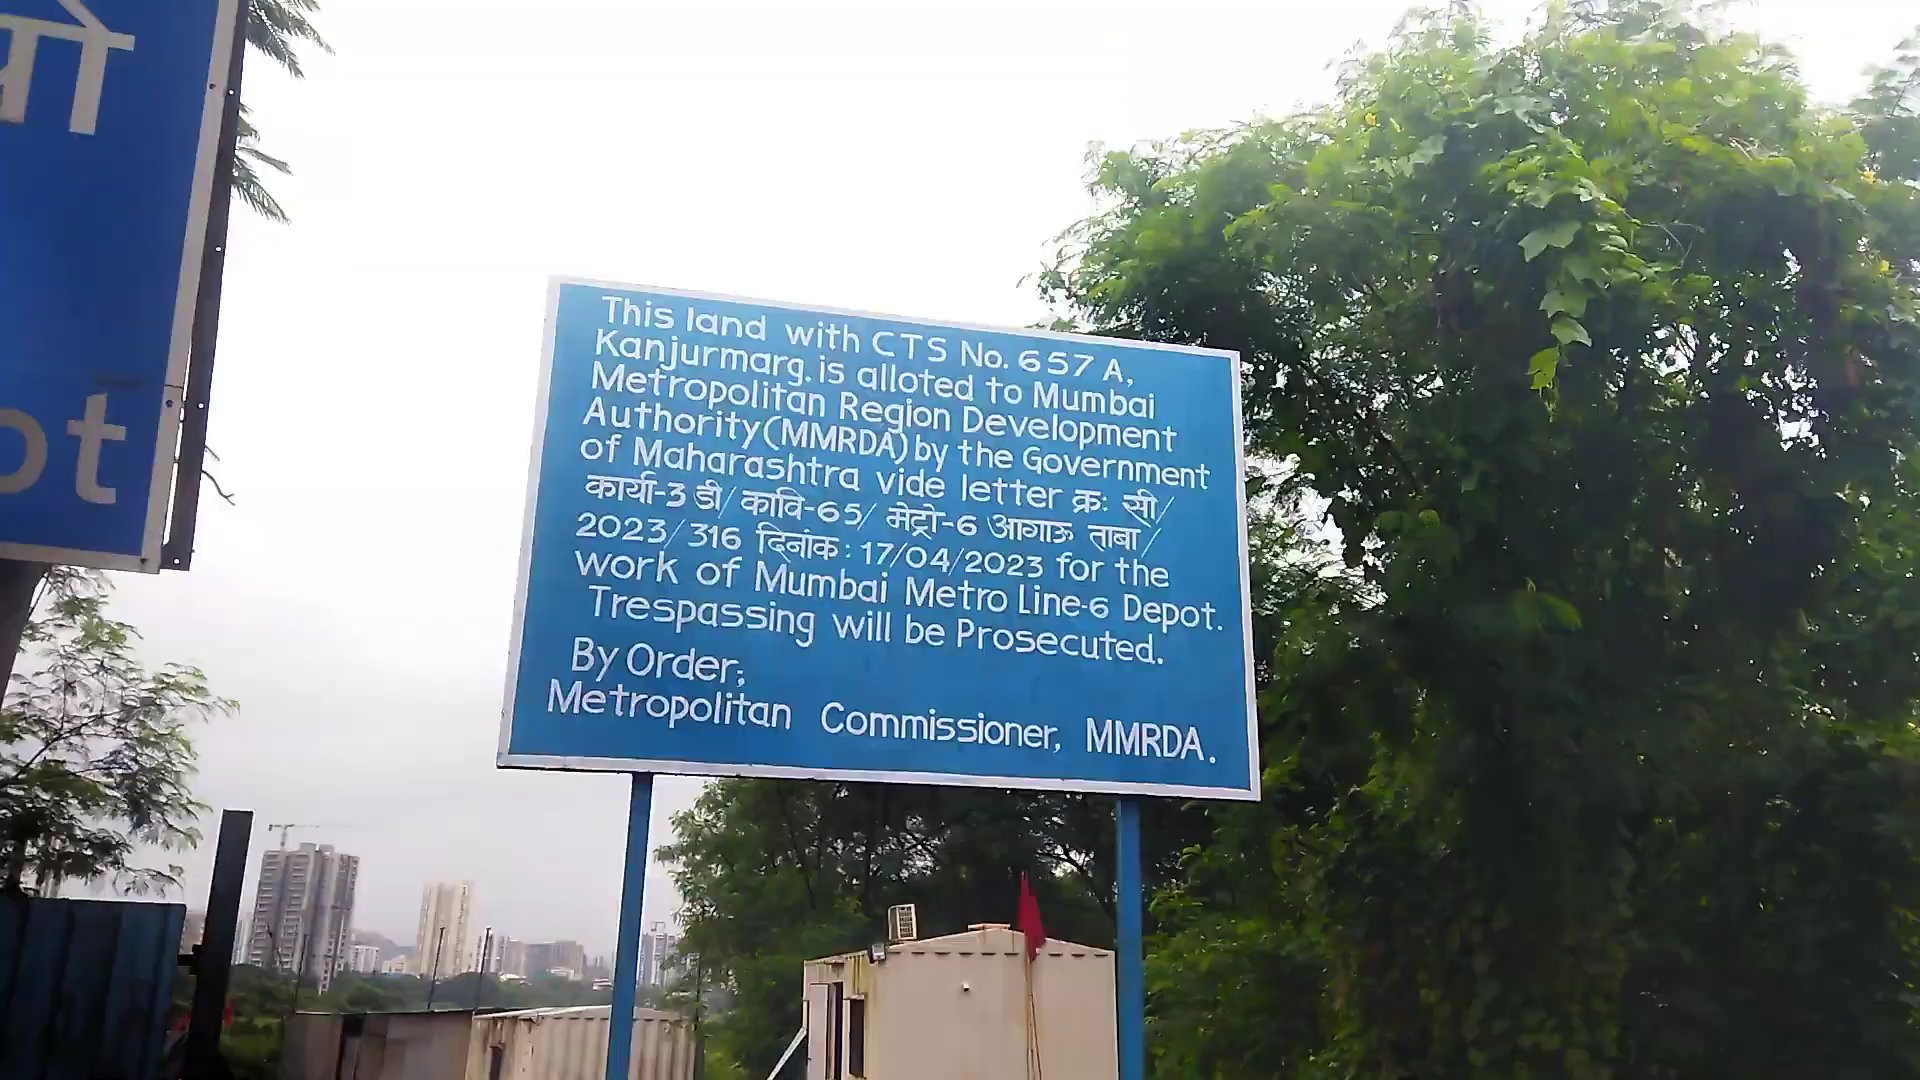 पो
ot
This land with CTS No. 657 A,
Kanjurmarg. is alloted to Mumbai
Metropolitan Region Development
Authority(MMRDA) by the Government
of Maharashtra vide letter क्रः सी/
कार्या-3 डी/ कावि-65/ मेट्रो-6 आगाऊ ताबा/
2023/316 दिनांक : 17/04/2023 for the
work of Mumbai Metro Line-6 Depot.
Trespassing will be Prosecuted.
By Order;
Metropolitan Commissioner, MMRDA.